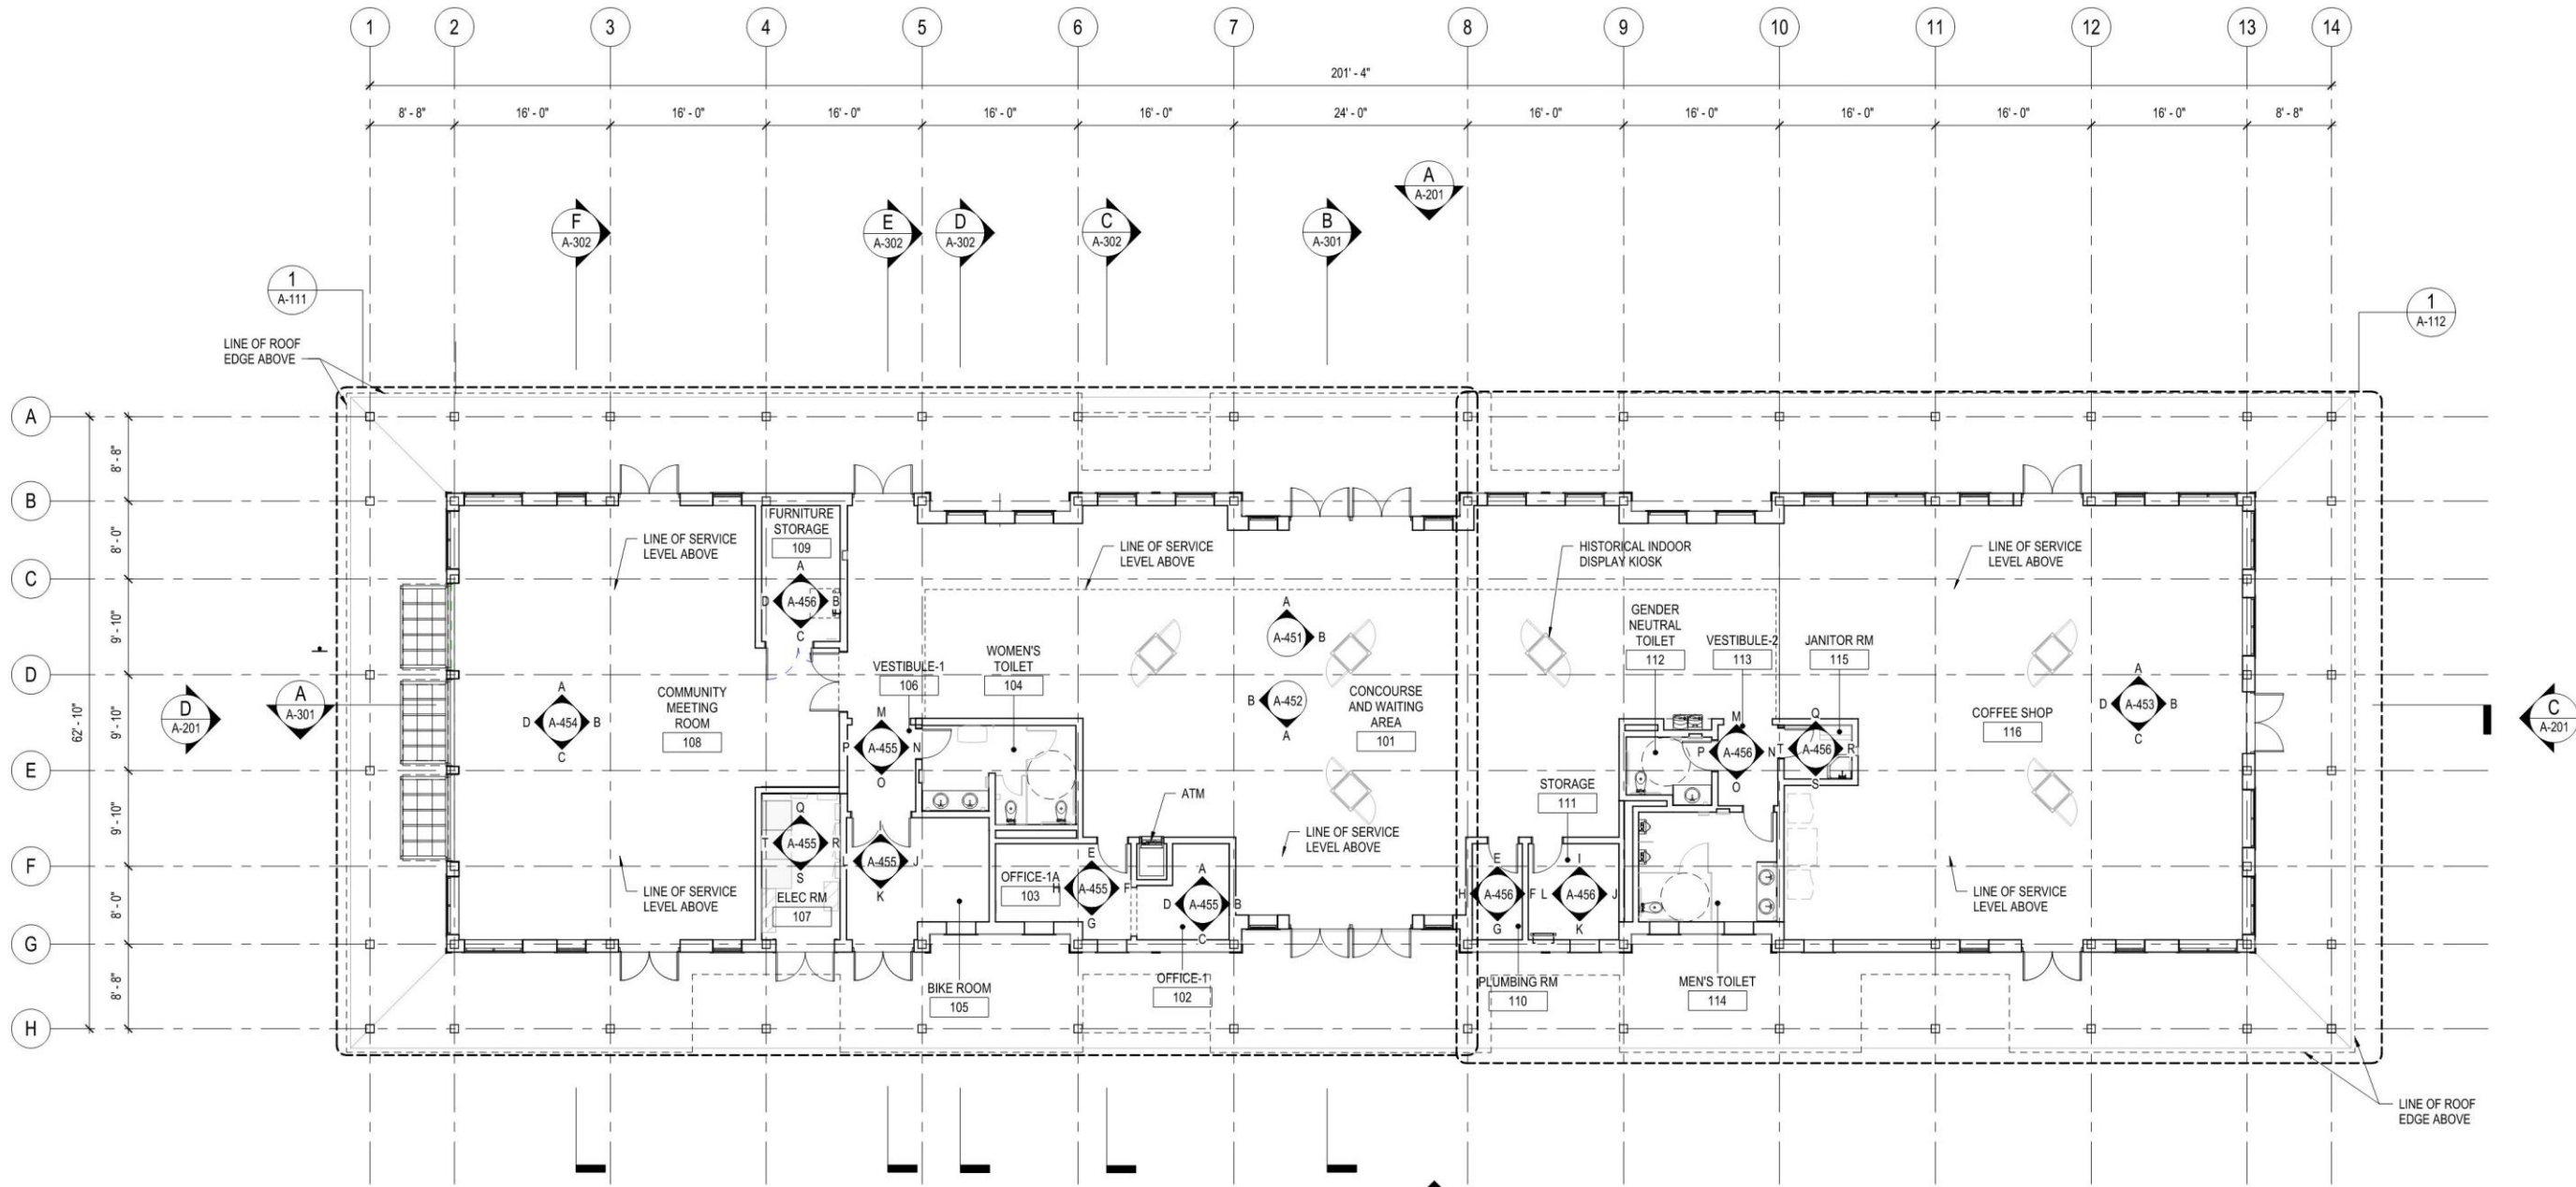 1 2 3 4 5 6 7 8 9 10 11 12 13 14
201' - 4"
8' - 8" 16' - 0" 16' - 0" 16' - 0" 16' - 0" 16' - 0" 24' - 0" 16' - 0" 16' - 0" 16' - 0" 16' - 0" 16' - 0" 8' - 8"
A
A-201
F
A-302
E
A-302
D
A-302
C
A-302
B
A-301
1
A-111
1
A-112
LINE OF ROOF
EDGE ABOVE
A
B
C
D
E
F
G
H
62' - 10"
8' - 8"
8' - 0"
9' - 10"
9' - 10"
9' - 10"
8' - 0"
8' - 8"
D
A-201
A
A-301
C
A-201
LINE OF SERVICE
LEVEL ABOVE
FURNITURE
STORAGE
109
A
D A-456 B
C
LINE OF SERVICE
LEVEL ABOVE
HISTORICAL INDOOR
DISPLAY KIOSK
LINE OF SERVICE
LEVEL ABOVE
A
A-451 B
B A-452
A
GENDER
NEUTRAL
TOILET
112
VESTIBULE-2
113
JANITOR RM
115
VESTIBULE-1
106
WOMEN'S
TOILET
104
COMMUNITY
MEETING
ROOM
108
A
D A-454 B
C
CONCOURSE
AND WAITING
AREA
101
COFFEE SHOP
116
A
D A-453 B
C
M
P A-455 N
O
M
P A-456 N
O
Q
T A-456 R
S
STORAGE
111
ATM
LINE OF SERVICE
LEVEL ABOVE
Q
T A-455 R
S
I
A-455 J
K
OFFICE-1A
103
E
H A-455 F
G
A
D A-455 B
C
E
H A-456 F
G
I
L A-456 J
K
LINE OF SERVICE
LEVEL ABOVE
ELEC RM
107
LINE OF SERVICE
LEVEL ABOVE
BIKE ROOM
105
OFFICE-1
102
PLUMBING RM
110
MEN'S TOILET
114
LINE OF ROOF
EDGE ABOVE